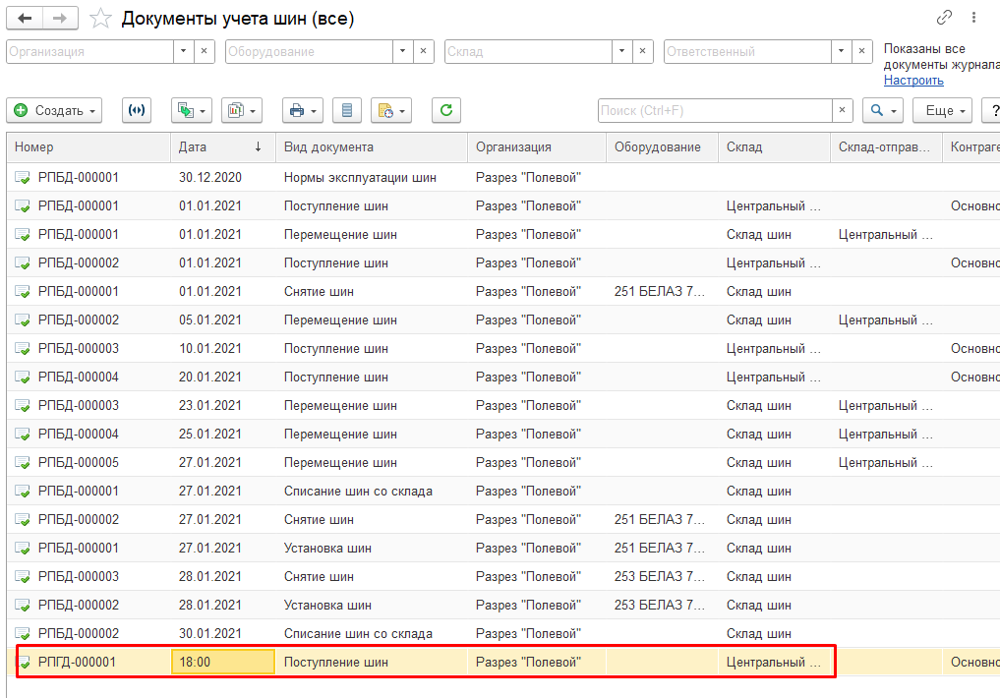 Документы учета шин (все)
Организация Оборудование Склад Ответственный Показаны все
документы журнала
Настроить
Создать Поиск (Ctrl+F) × Еще ?
Номер Дата ↓ Вид документа Организация Оборудование Склад Склад-отправ... Контраге
РПБД-000001 30.12.2020 Нормы эксплуатации шин Разрез "Полевой"
РПБД-000001 01.01.2021 Поступление шин Разрез "Полевой" Центральный ... Основно
РПБД-000001 01.01.2021 Перемещение шин Разрез "Полевой" Склад шин Центральный ...
РПБД-000002 01.01.2021 Поступление шин Разрез "Полевой" Центральный ... Основно
РПБД-000001 01.01.2021 Снятие шин Разрез "Полевой" 251 БЕЛАЗ 7... Склад шин
РПБД-000002 05.01.2021 Перемещение шин Разрез "Полевой" Склад шин Центральный ...
РПБД-000003 10.01.2021 Поступление шин Разрез "Полевой" Центральный ... Основно
РПБД-000004 20.01.2021 Поступление шин Разрез "Полевой" Центральный ... Основно
РПБД-000003 23.01.2021 Перемещение шин Разрез "Полевой" Склад шин Центральный ...
РПБД-000004 25.01.2021 Перемещение шин Разрез "Полевой" Склад шин Центральный ...
РПБД-000005 27.01.2021 Перемещение шин Разрез "Полевой" Склад шин Центральный ...
РПБД-000001 27.01.2021 Списание шин со склада Разрез "Полевой" Склад шин
РПБД-000002 27.01.2021 Снятие шин Разрез "Полевой" 251 БЕЛАЗ 7... Склад шин
РПБД-000001 27.01.2021 Установка шин Разрез "Полевой" 251 БЕЛАЗ 7... Склад шин
РПБД-000003 28.01.2021 Снятие шин Разрез "Полевой" 253 БЕЛАЗ 7... Склад шин
РПБД-000002 28.01.2021 Установка шин Разрез "Полевой" 253 БЕЛАЗ 7... Склад шин
РПБД-000002 30.01.2021 Списание шин со склада Разрез "Полевой" Склад шин
РПГД-000001 18:00 Поступление шин Разрез "Полевой" Центральный ... Основно